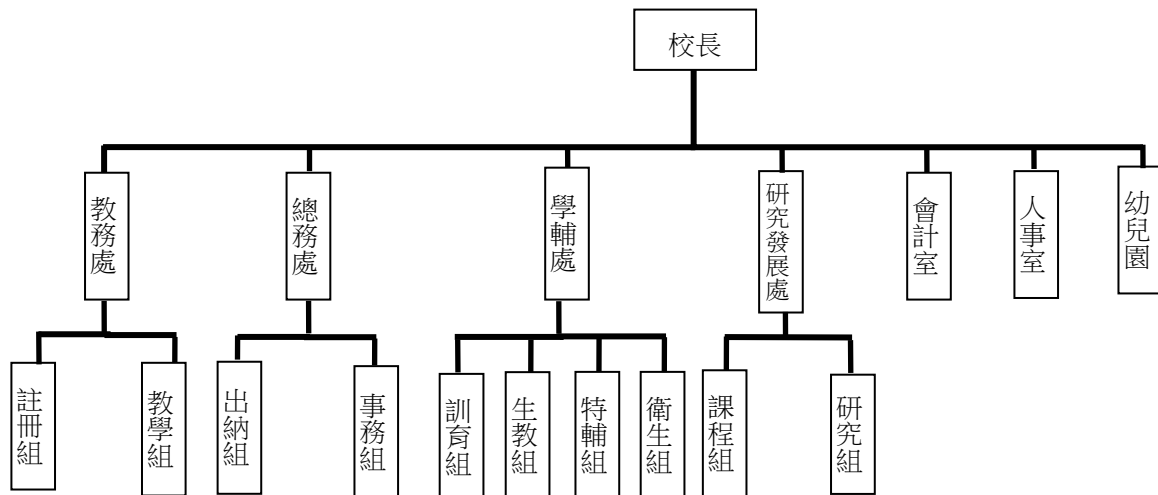 校長
教務處
總務處
學輔處
研究發展處
會計室
人事室
幼兒園
註冊組
教學組
出納組
事務組
訓育組
生教組
特輔組
衛生組
課程組
研究組